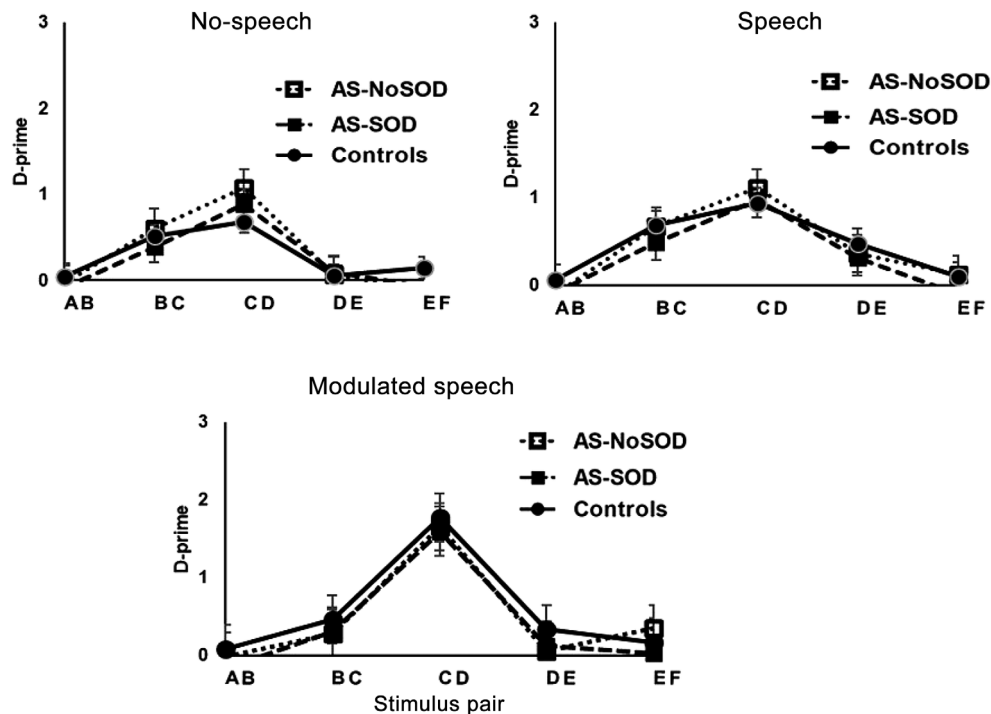 No-speech
3
2
1
0
D-prime
AS-NoSOD
AS-SOD
Controls
AB BC CD DE EF
Speech
3
2
1
0
D-prime
AS-NoSOD
AS-SOD
Controls
AB BC CD DE EF
Modulated speech
3
2
1
0
D-prime
AS-NoSOD
AS-SOD
Controls
AB BC CD DE EF
Stimulus pair